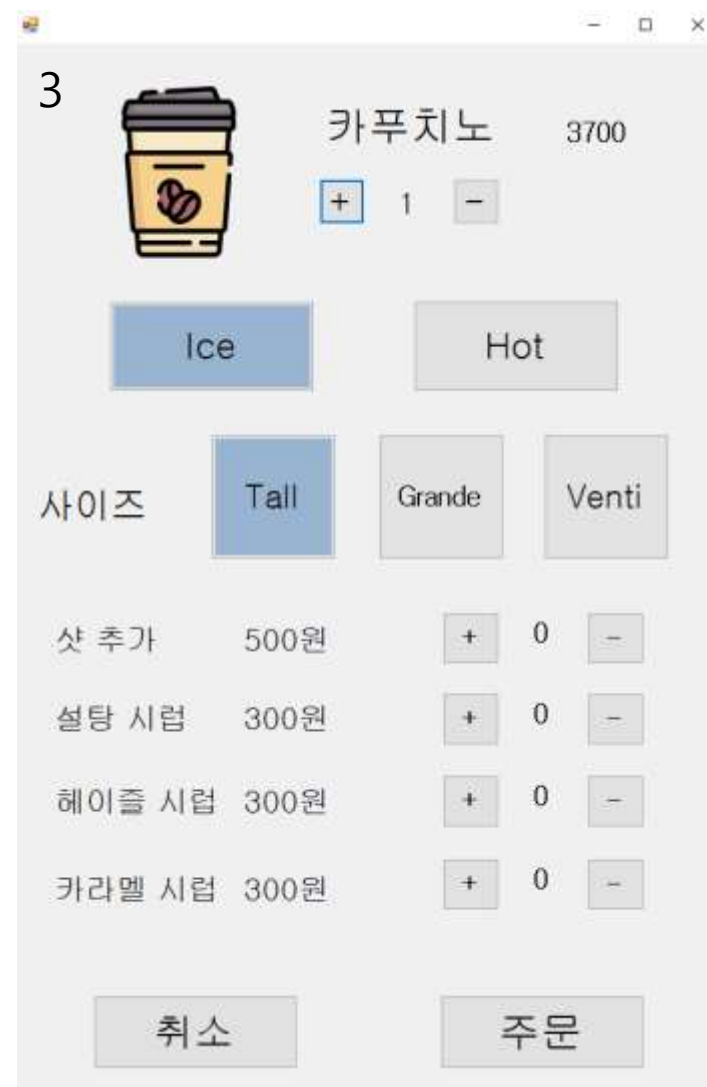 3
카푸치노 3700
+ 1 -
Ice Hot
사이즈 Tall Grande Venti
샷 추가 500원 + 0 -
설탕 시럽 300원 + 0 -
헤이즐 시럽 300원 + 0 -
카라멜 시럽 300원 + 0 -
취소 주문